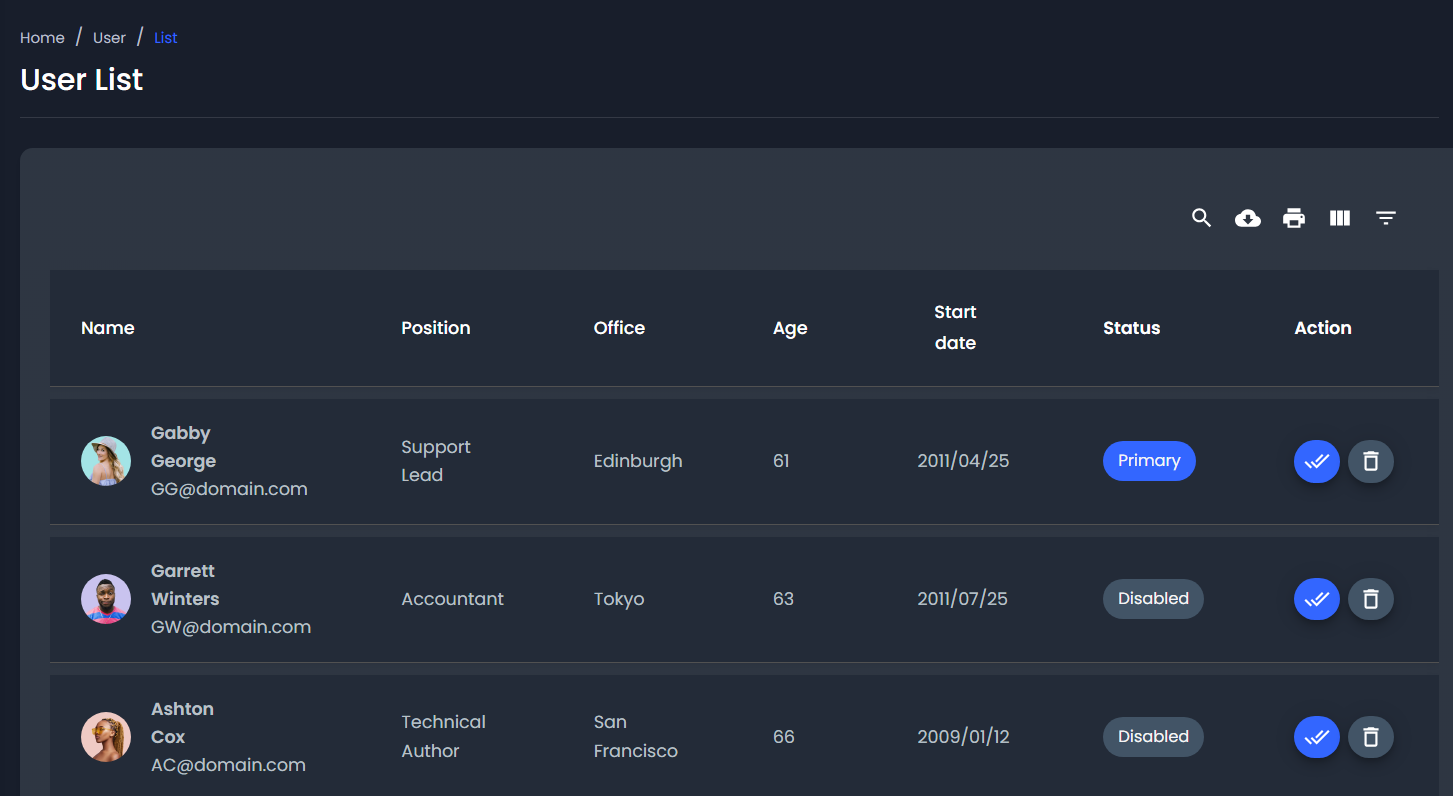 Home / User / List
User List
Name Position Office Age Start date Status Action
Gabby George
GG@domain.com
Support Lead
Edinburgh
61
2011/04/25
Primary
Garrett Winters
GW@domain.com
Accountant
Tokyo
63
2011/07/25
Disabled
Ashton Cox
AC@domain.com
Technical Author
San Francisco
66
2009/01/12
Disabled